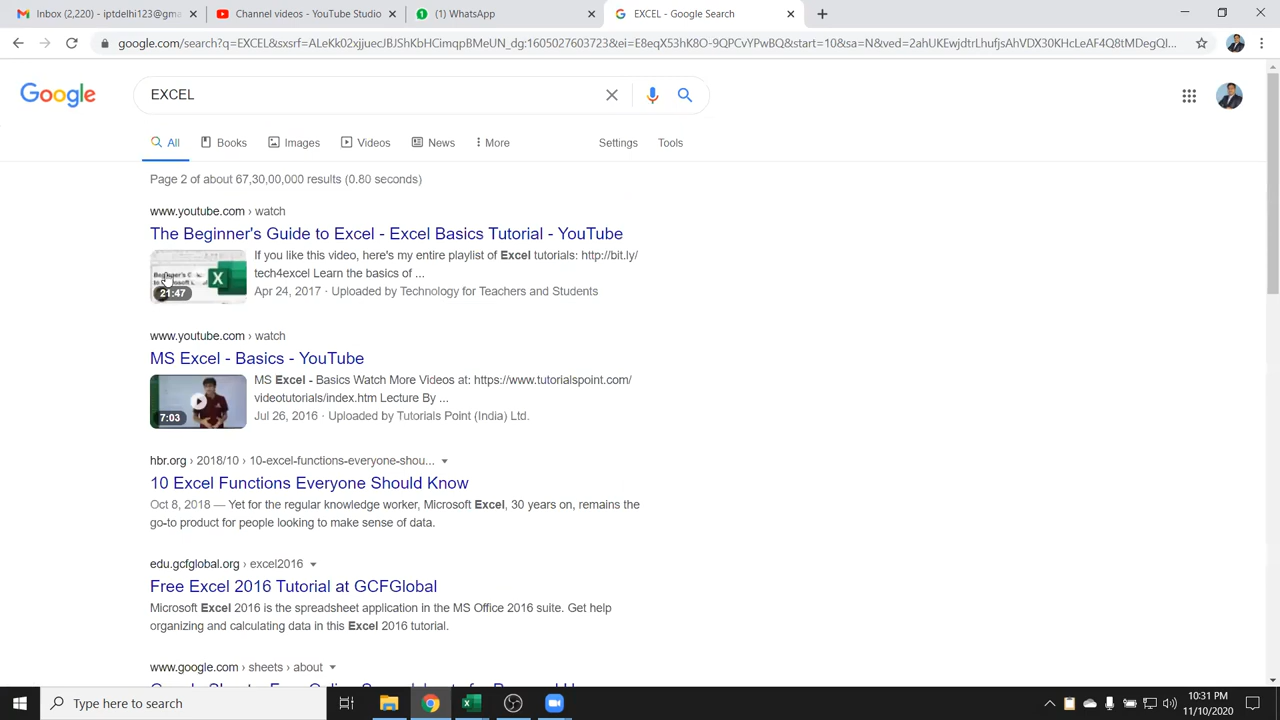 Inbox (2,220) - iptdelhi123@gmai
Channel videos - YouTube Studio
(1) WhatsApp
EXCEL - Google Search
google.com/search?q=EXCEL&sxsrf=ALeKk02xjjuecJBJShKbHCimqpBMeUN_dg:1605027603723&ei=E8eqX53hK8O-9QPCvYPwBQ&start=10&sa=N&ved=2ahUKEwjdtrLhufjsAhVDX30KHcLeAF4Q8tMDegQI...
Google
EXCEL
All
Books
Images
Videos
News
More
Settings
Tools
Page 2 of about 67,30,00,000 results (0.80 seconds)
www.youtube.com › watch
The Beginner's Guide to Excel - Excel Basics Tutorial - YouTube
21:47
If you like this video, here's my entire playlist of Excel tutorials: http://bit.ly/
tech4excel Learn the basics of ...
Apr 24, 2017 · Uploaded by Technology for Teachers and Students
www.youtube.com › watch
MS Excel - Basics - YouTube
7:03
MS Excel - Basics Watch More Videos at: https://www.tutorialspoint.com/
videotutorials/index.htm Lecture By ...
Jul 26, 2016 · Uploaded by Tutorials Point (India) Ltd.
hbr.org › 2018/10 › 10-excel-functions-everyone-shou...
10 Excel Functions Everyone Should Know
Oct 8, 2018 — Yet for the regular knowledge worker, Microsoft Excel, 30 years on, remains the
go-to product for people looking to make sense of data.
edu.gcfglobal.org › excel2016
Free Excel 2016 Tutorial at GCFGlobal
Microsoft Excel 2016 is the spreadsheet application in the MS Office 2016 suite. Get help
organizing and calculating data in this Excel 2016 tutorial.
www.google.com › sheets › about
Type here to search
10:31 PM
11/10/2020